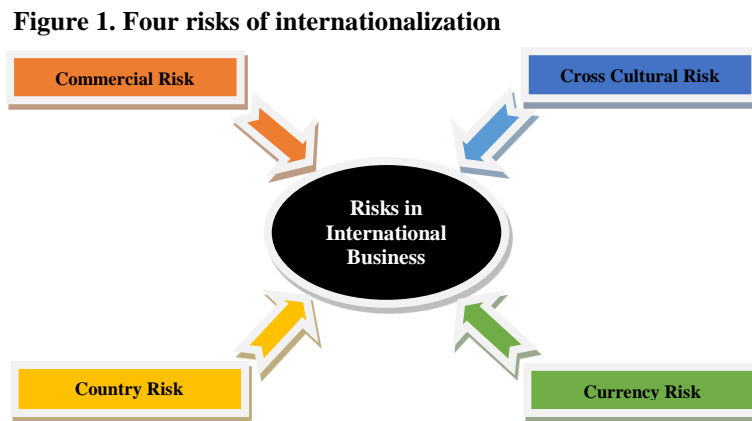 Figure 1. Four risks of internationalization
Commercial Risk
Cross Cultural Risk
Risks in
International
Business
Country Risk
Currency Risk